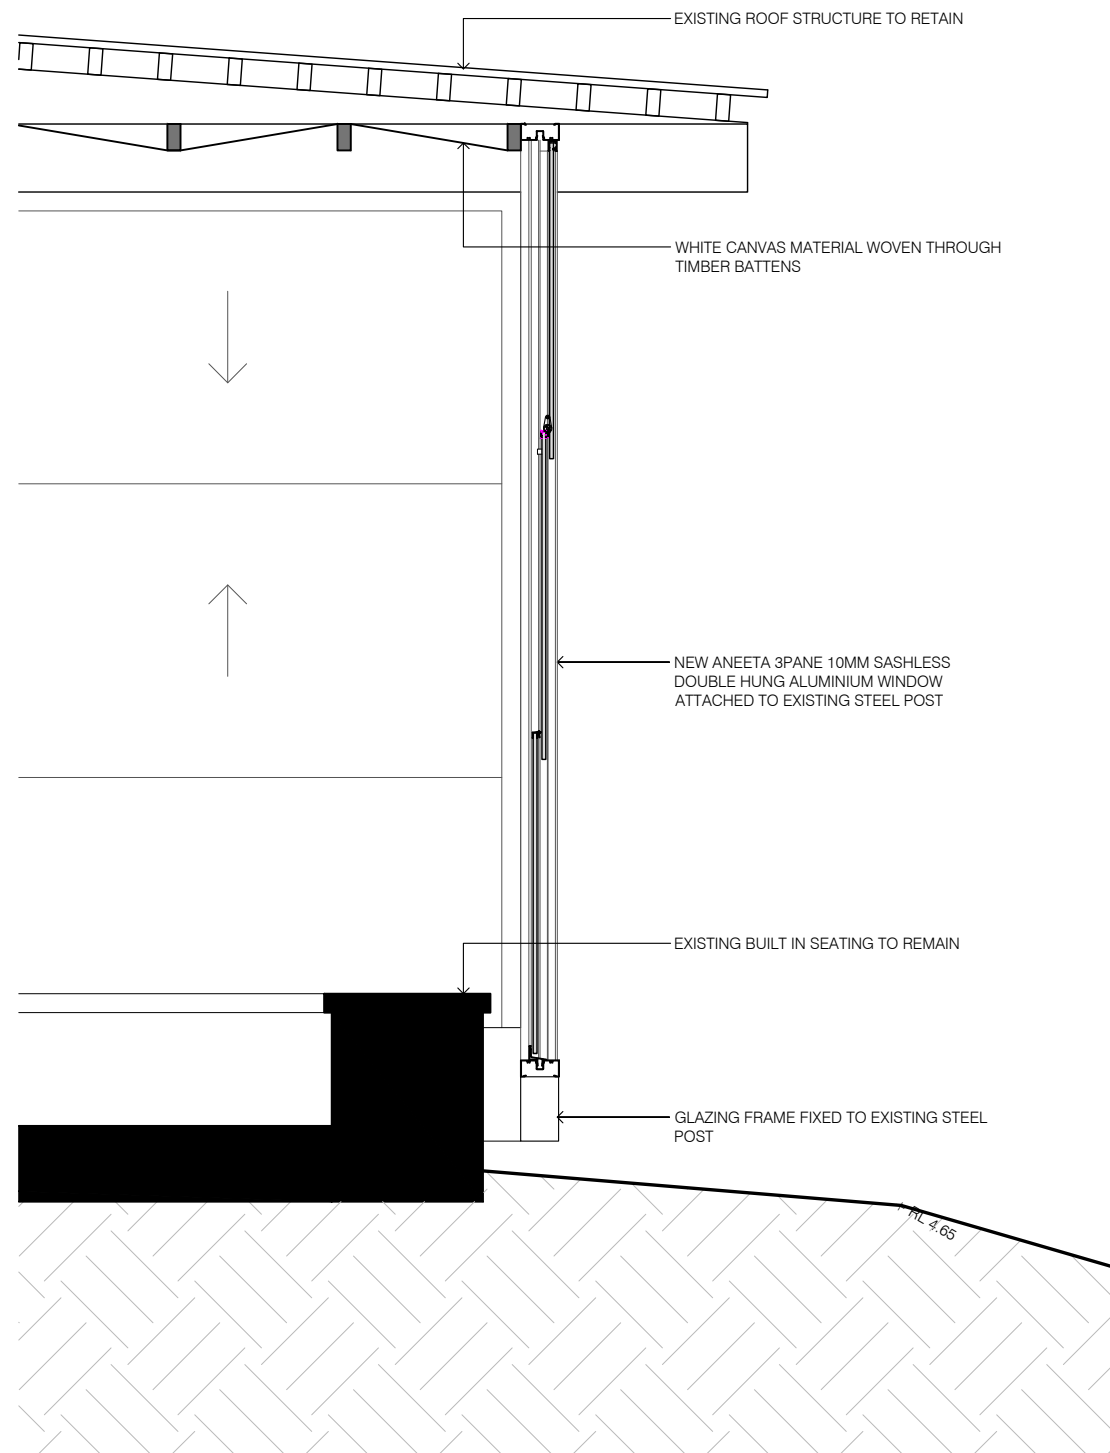 EXISTING ROOF STRUCTURE TO RETAIN
WHITE CANVAS MATERIAL WOVEN THROUGH
TIMBER BATTENS
NEW ANEETA 3PANE 10MM SASHLESS
DOUBLE HUNG ALUMINIUM WINDOW
ATTACHED TO EXISTING STEEL POST
EXISTING BUILT IN SEATING TO REMAIN
GLAZING FRAME FIXED TO EXISTING STEEL
POST
RL 4.65